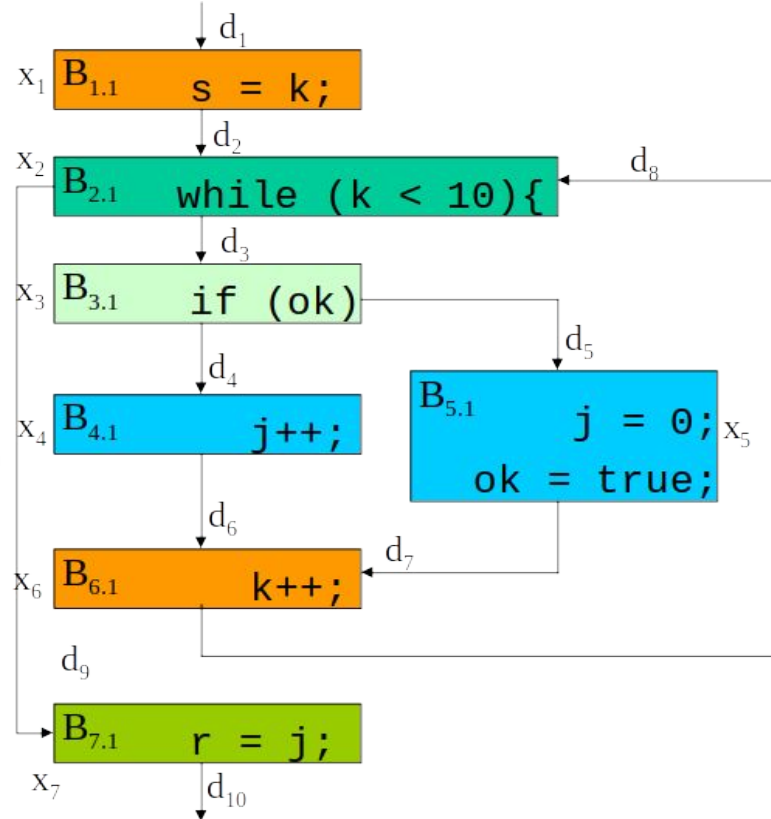 d₁
x₁ B₁.₁ s = k;
d₂
x₂ B₂.₁ while (k < 10){ d₈
d₃
x₃ B₃.₁ if (ok)
d₅
d₄
x₄ B₄.₁ j++;
B₅.₁ j = 0; x₅
ok = true;
d₆
d₇
x₆ B₆.₁ k++;
d₉
B₇.₁ r = j;
x₇ d₁₀